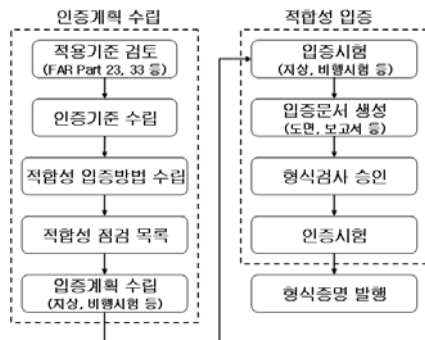 인증계획 수립
적용기준 검토
(FAR Part 23, 33 등)
인증기준 수립
적합성 입증방법 수립
적합성 점검 목록
입증계획 수립
(지상, 비행시험 등)
적합성 입증
입증시험
(지상, 비행시험 등)
입증문서 생성
(도면, 보고서 등)
형식검사 승인
인증시험
형식증명 발행